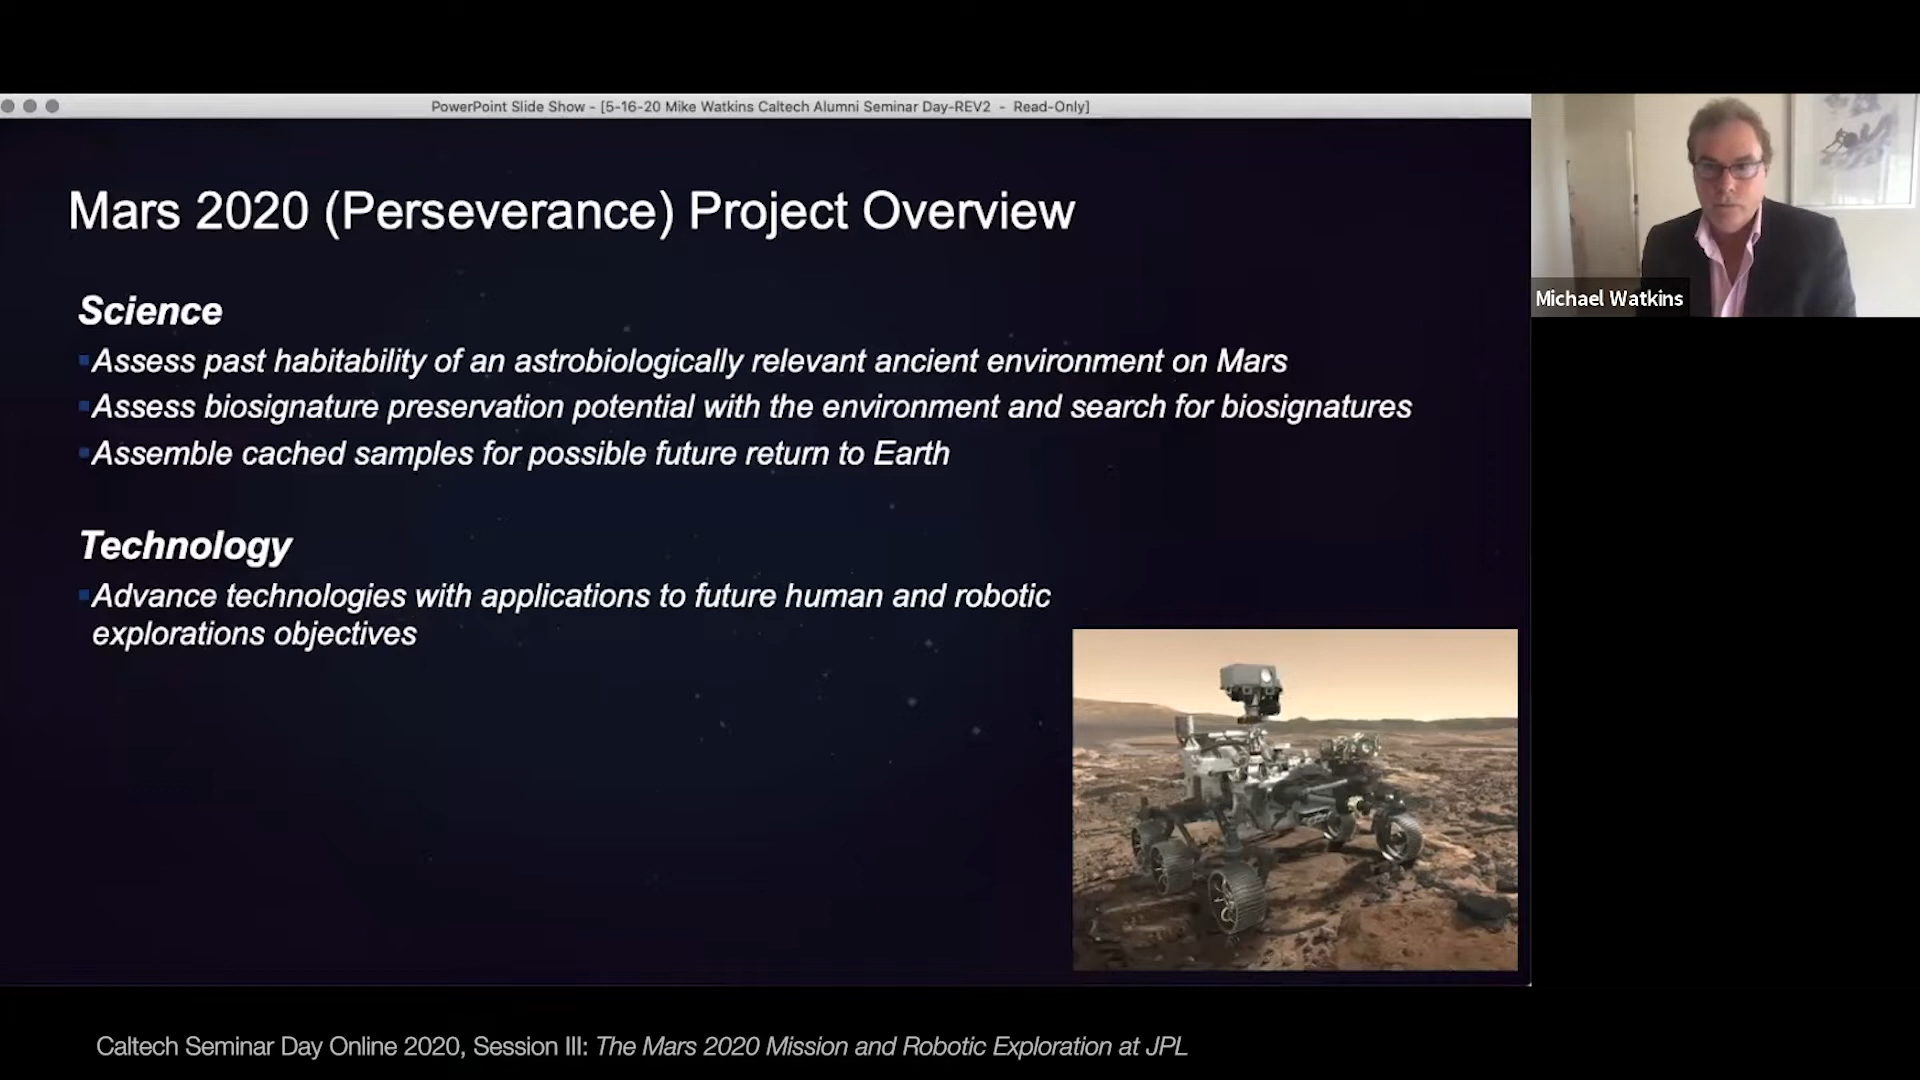 PowerPoint Slide Show - [5-16-20 Mike Watkins Caltech Alumni Seminar Day-REV2 - Read-Only]
Mars 2020 (Perseverance) Project Overview
Science
▪Assess past habitability of an astrobiologically relevant ancient environment on Mars
▪Assess biosignature preservation potential with the environment and search for biosignatures
▪Assemble cached samples for possible future return to Earth
Technology
▪Advance technologies with applications to future human and robotic
explorations objectives
Michael Watkins
Caltech Seminar Day Online 2020, Session III: The Mars 2020 Mission and Robotic Exploration at JPL